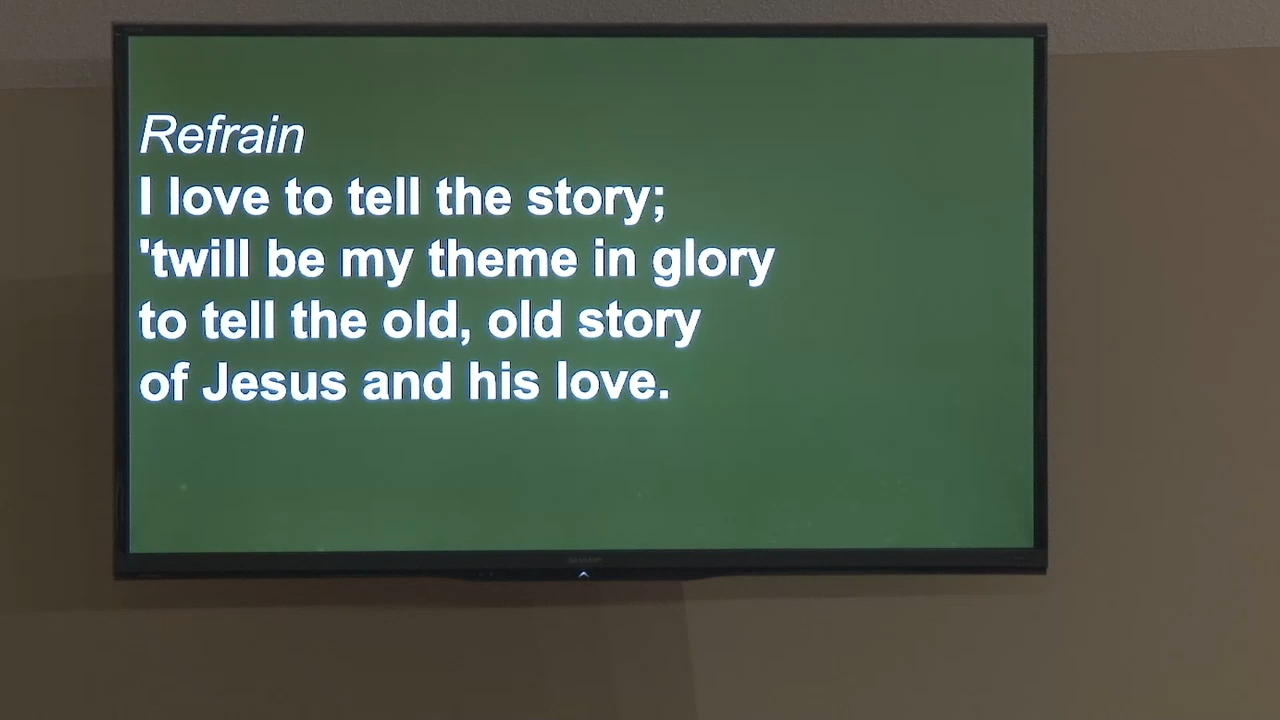 Refrain
I love to tell the story;
'twill be my theme in glory
to tell the old, old story
of Jesus and his love.